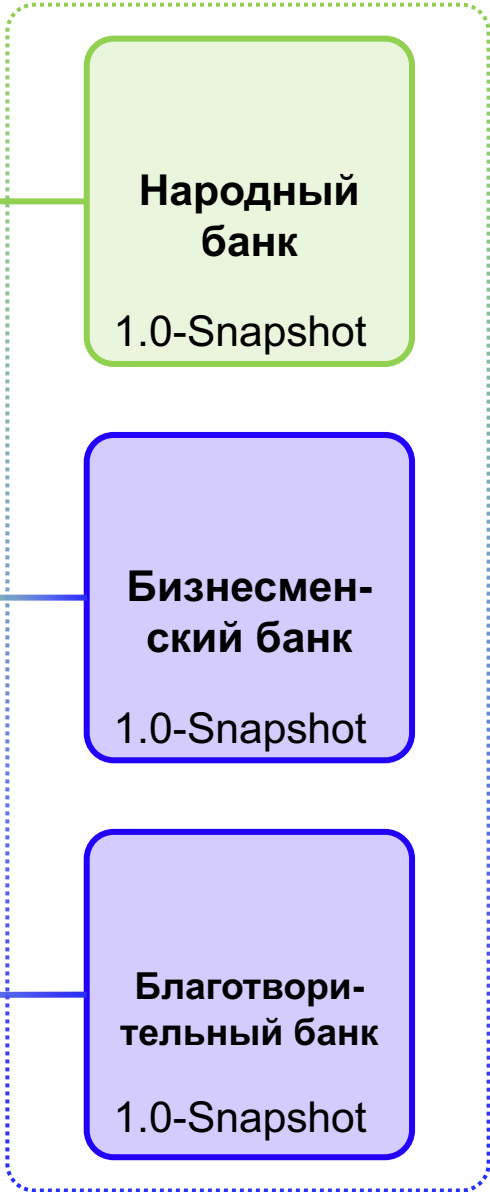 Народный
банк
1.0-Snapshot
Бизнесмен-
ский банк
1.0-Snapshot
Благотвори-
тельный банк
1.0-Snapshot